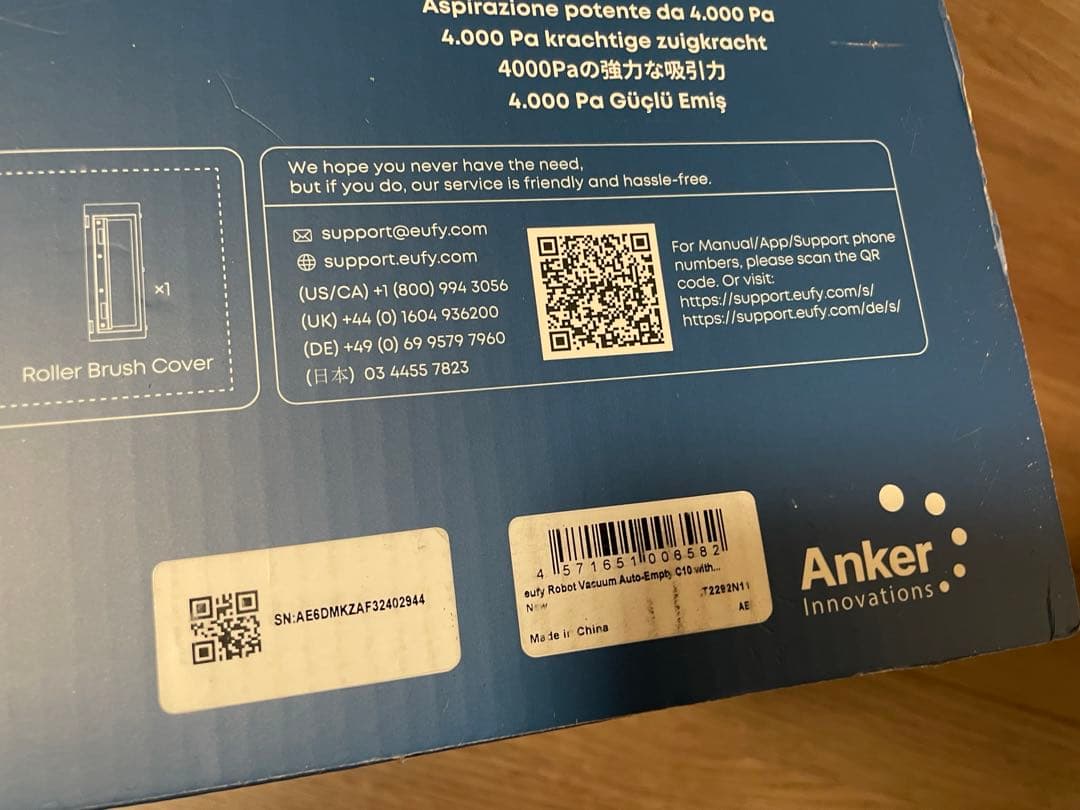 Aspirazione potente da 4.000 Pa
4.000 Pa krachtige zuigkracht
4000Paの強力な吸引力
4.000 Pa Güçlü Emiş
x1
Roller Brush Cover
We hope you never have the need,
but if you do, our service is friendly and hassle-free.
support@eufy.com
support.eufy.com
(US/CA) +1 (800) 994 3056
(UK) +44 (0) 1604 936200
(DE) +49 (0) 69 9579 7960
(日本) 03 4455 7823
For Manual/App/Support phone
numbers, please scan the QR
code. Or visit:
https://support.eufy.com/s/
https://support.eufy.com/de/s/
SN:AE6DMKZAF32402944
4 571651 006582
eufy Robot Vacuum Auto-Empty C10 with...
New
T2292N11
AE
Made in China
Anker
Innovations